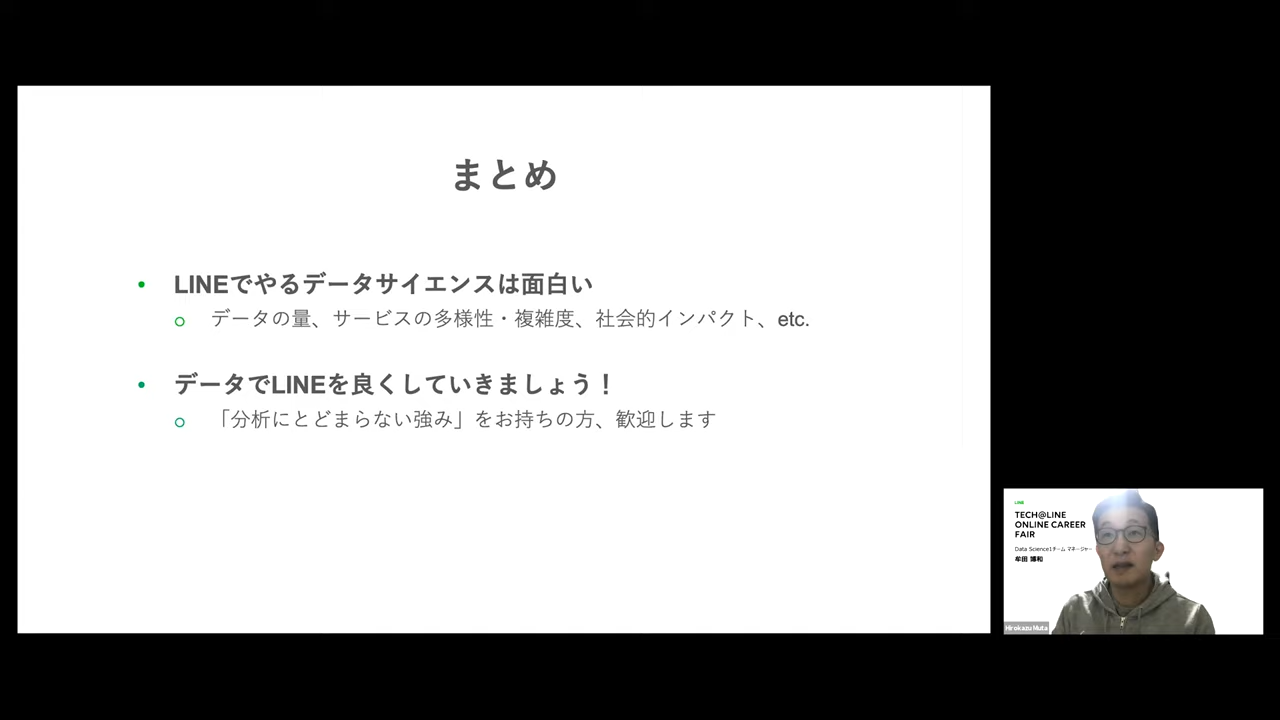 まとめ
• LINEでやるデータサイエンスは面白い
○ データの量、サービスの多様性・複雑度、社会的インパクト、etc.
• データでLINEを良くしていきましょう！
○ 「分析にとどまらない強み」をお持ちの方、歓迎します
LINE
TECH@LINE
ONLINE CAREER
FAIR
Data Science1チーム マネージャー
牟田 博和
Hirokazu Muta